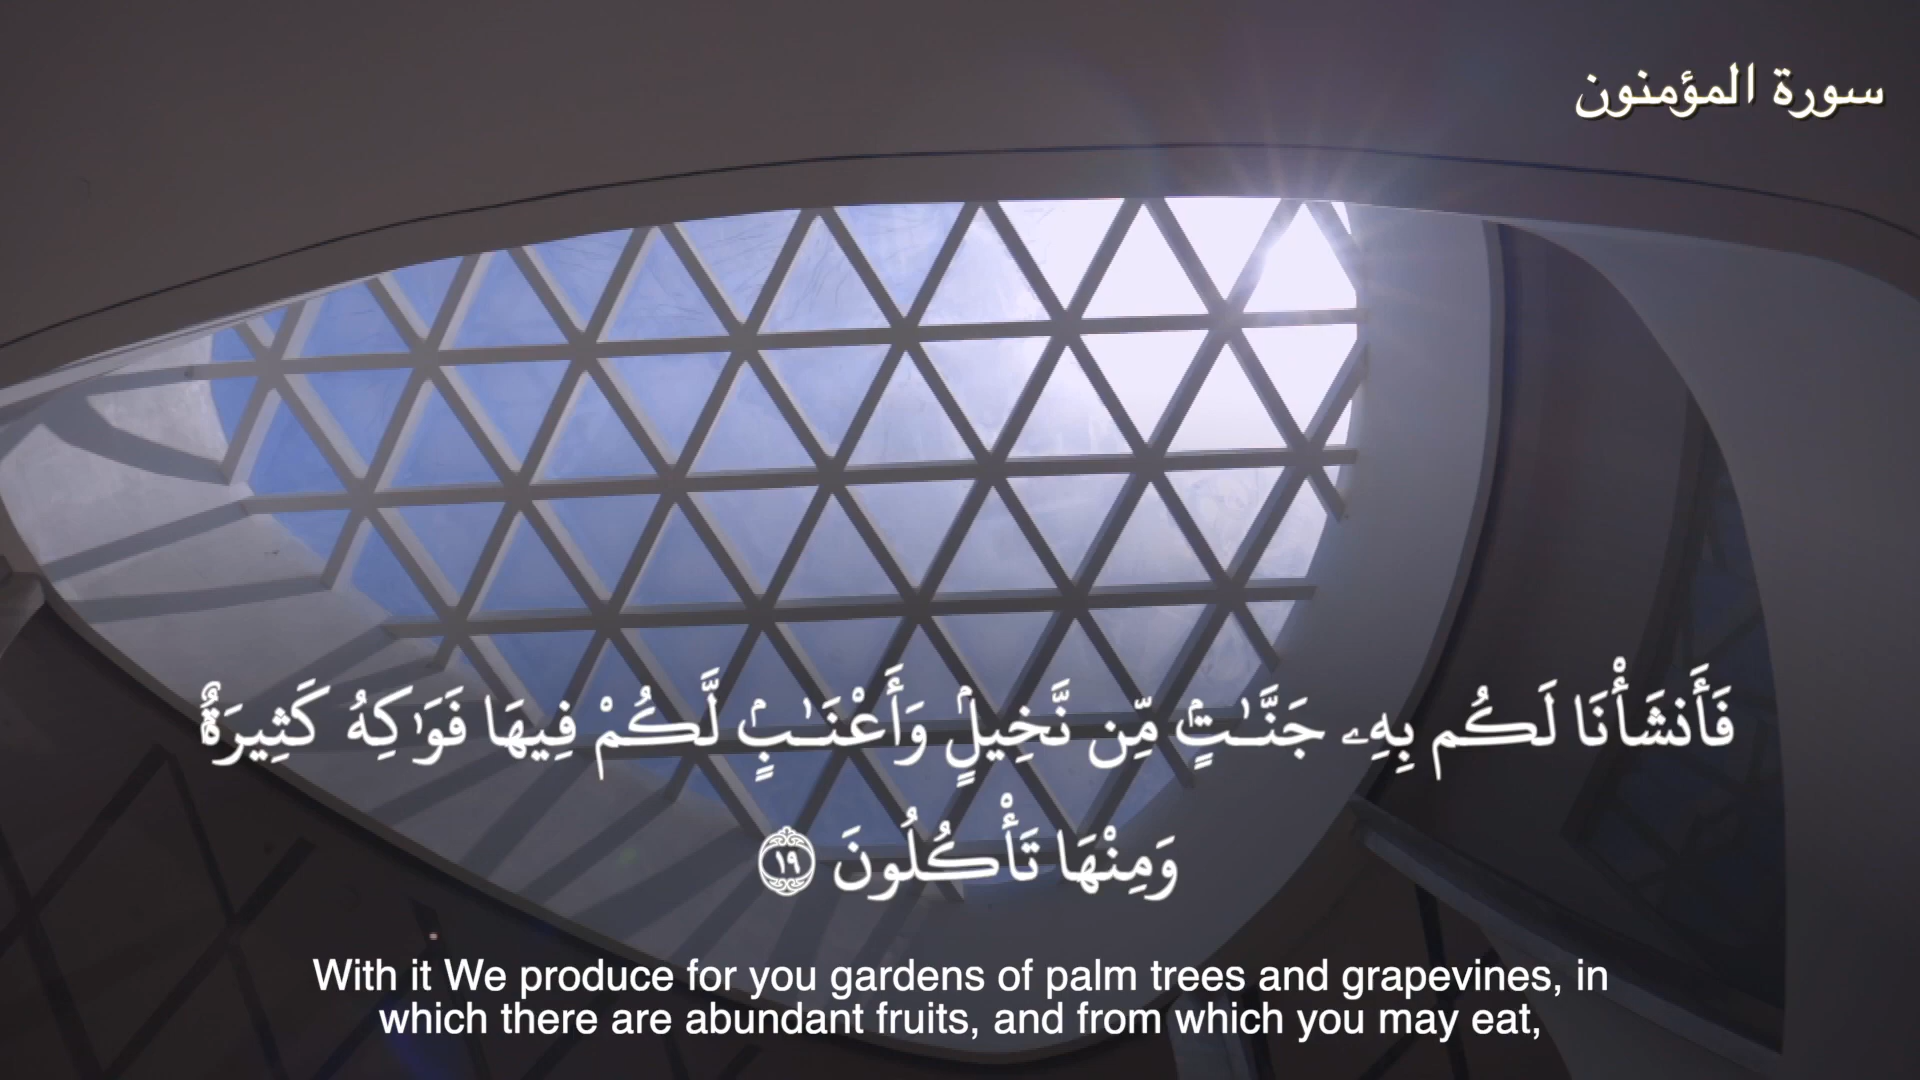 سورة المؤمنون
فَأَنشَأْنَا لَكُم بِهِۦ جَنَّـٰتٍۢ مِّن نَّخِيلٍۢ وَأَعْنَـٰبٍۢ لَّكُمْ فِيهَا فَوَٰكِهُ كَثِيرَةٌۭ
وَمِنْهَا تَأْكُلُونَ ١٩
With it We produce for you gardens of palm trees and grapevines, in
which there are abundant fruits, and from which you may eat,